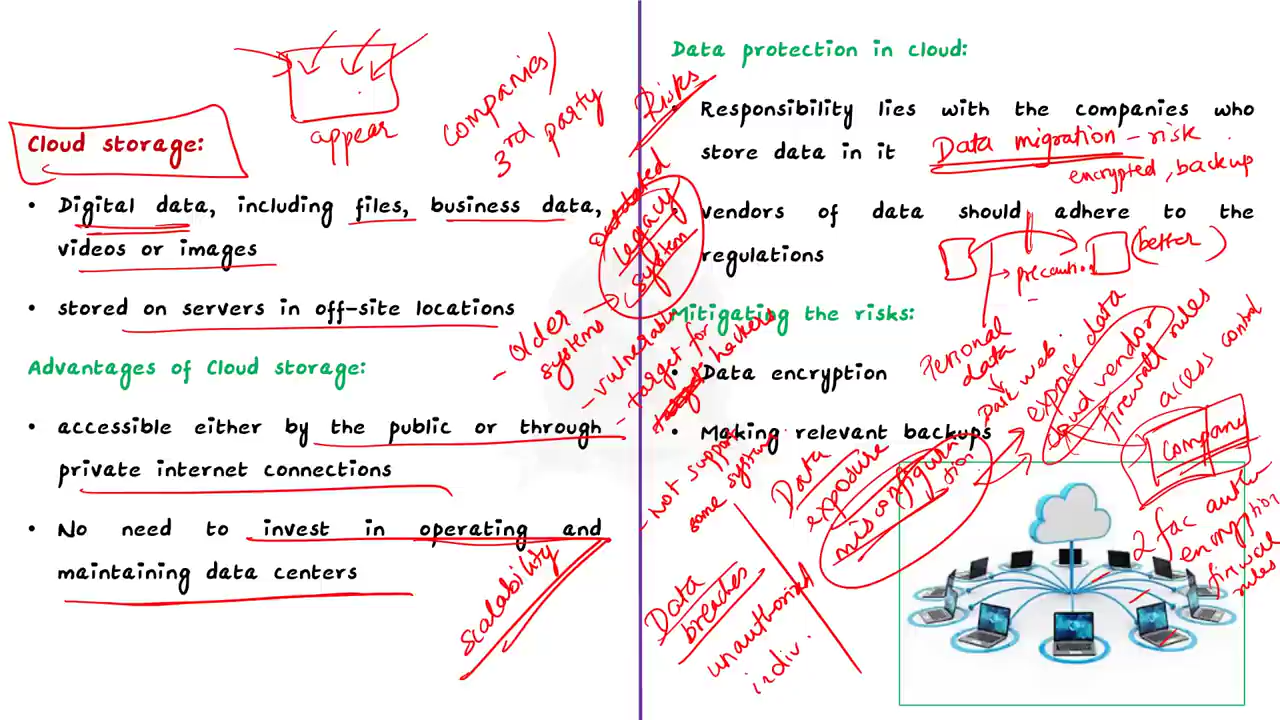 appear
companies/
3rd party
Cloud storage:
• Digital data, including files, business data,
videos or images
• stored on servers in off-site locations
Advantages of Cloud storage:
• accessible either by the public or through
private internet connections
• No need to invest in operating and
maintaining data centers
scalability
Risks
outdated
legacy
system
older
systems
- vulnerable
- target for
hackers
- not support
same system
Data
breaches
unauthorized
indiv.
Data protection in cloud:
• Responsibility lies with the companies who
store data in it
Data migration - risk
encrypted, backup
• vendors of data should adhere to the
regulations
(better)
precaution
Personal
data
Mitigating the risks:
• Data encryption
• Making relevant backups
Data
exposure
misconfiguration
expose data
cloud vendor
firewall rules
access control
company
2 fac authn
encryption
firewall
rules